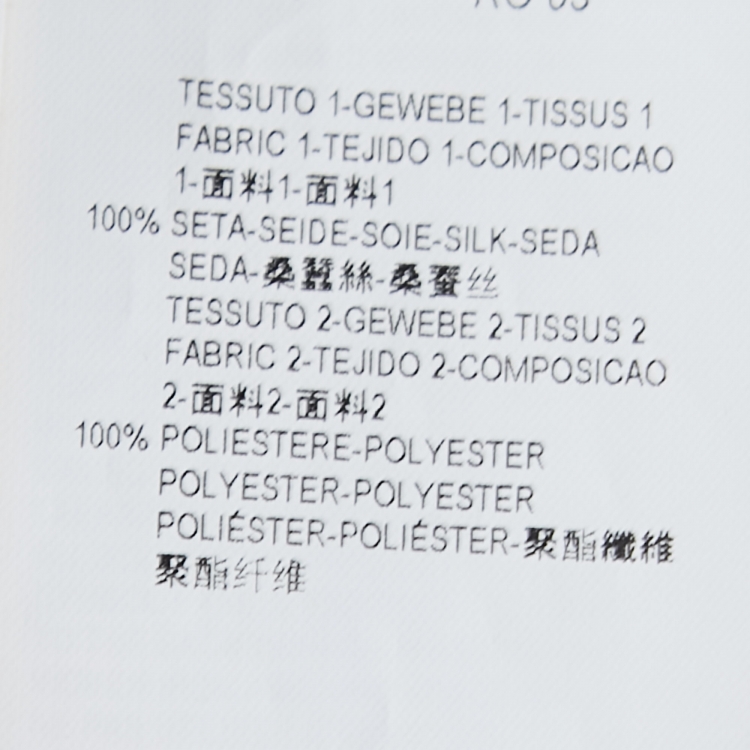 TESSUTO 1-GEWEBE 1-TISSUS 1
FABRIC 1-TEJIDO 1-COMPOSICAO
1-面料1-面料1
100% SETA-SEIDE-SOIE-SILK-SEDA
SEDA-桑蠶絲-桑蚕丝
TESSUTO 2-GEWEBE 2-TISSUS 2
FABRIC 2-TEJIDO 2-COMPOSICAO
2-面料2-面料2
100% POLIESTERE-POLYESTER
POLYESTER-POLYESTER
POLIÉSTER-POLIÉSTER-聚酯纖維
聚酯纤维